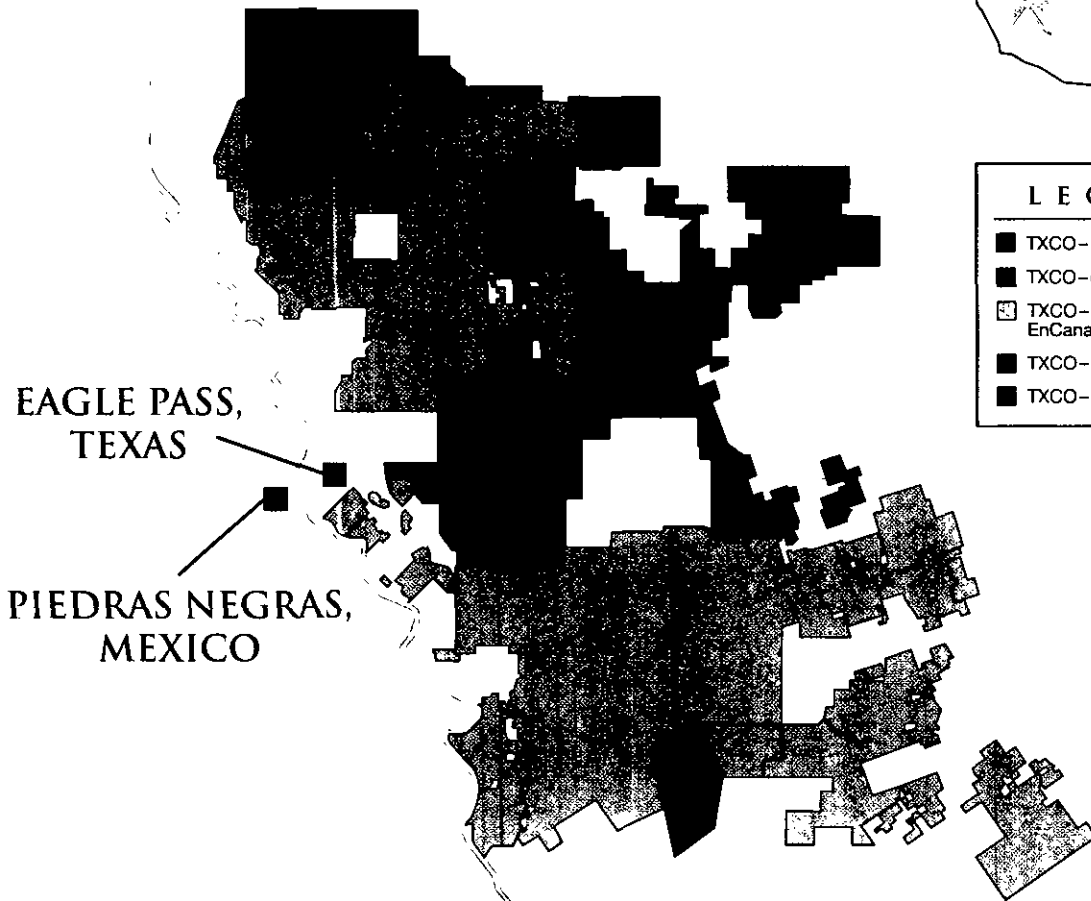 L E
TXCO-
TXCO-
TXCO-
EnCana
TXCO-
TXCO-
EAGLE PASS,
TEXAS
PIEDRAS NEGRAS,
MEXICO